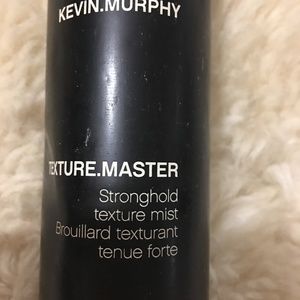 KEVIN.MURPHY
TEXTURE.MASTER
Stronghold
texture mist
Brouillard texturant
tenue forte